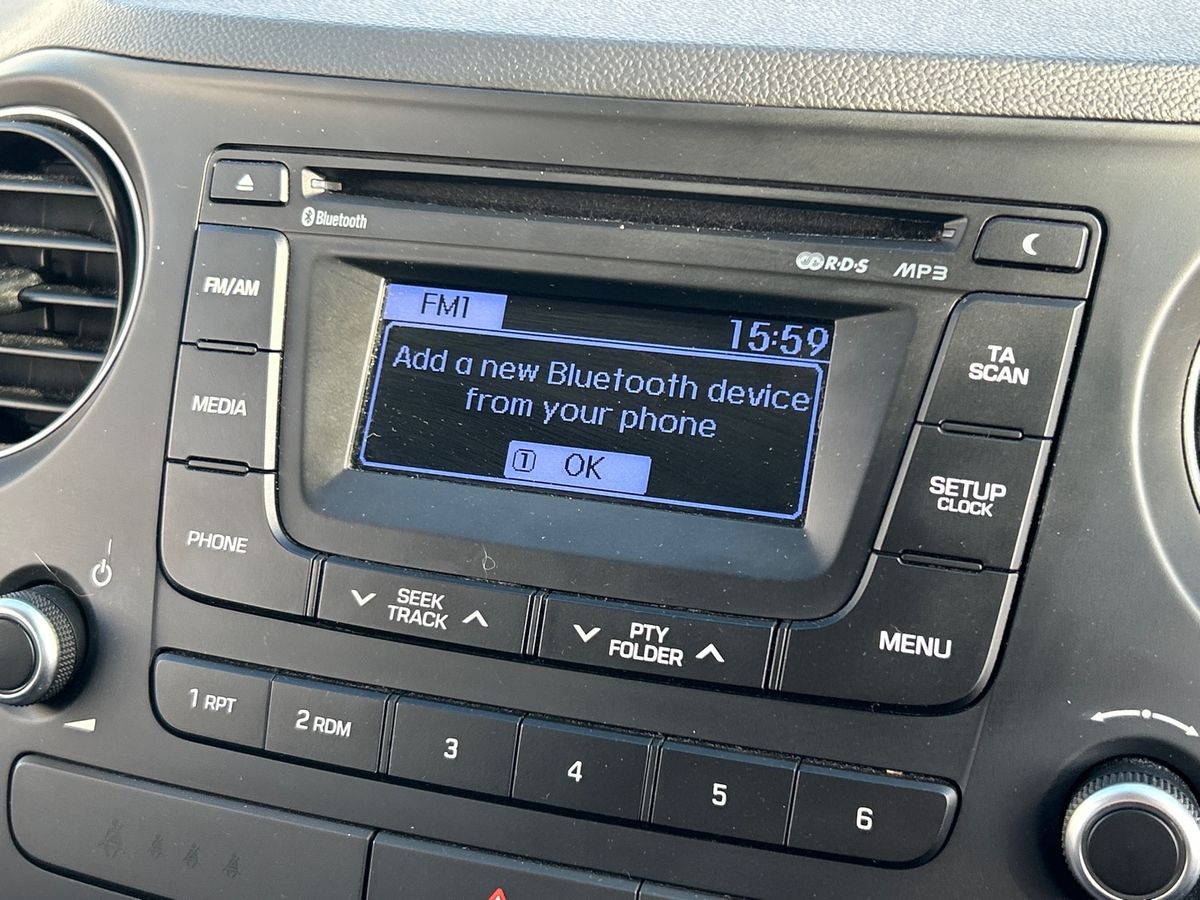 Bluetooth
R·D·S MP3
FM/AM
MEDIA
PHONE
FM1
15:59
Add a new Bluetooth device
from your phone
1 OK
TA
SCAN
SETUP
CLOCK
MENU
SEEK
TRACK
PTY
FOLDER
1 RPT
2 RDM
3
4
5
6